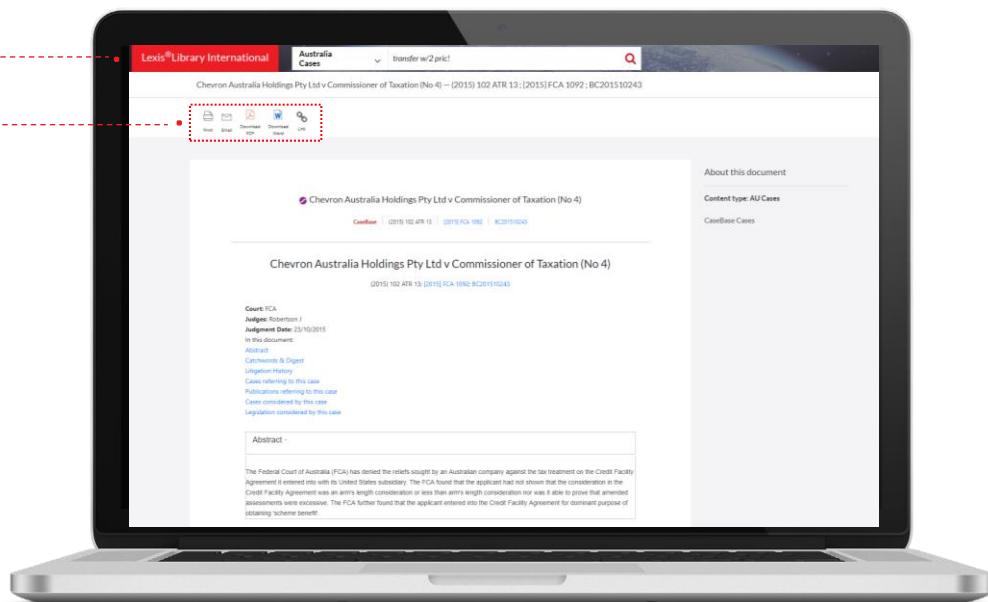 Lexis®Library International
Australia Cases
transfer w/2 pric!
Chevron Australia Holdings Pty Ltd v Commissioner of Taxation (No 4) — (2015) 102 ATR 13 ; [2015] FCA 1092 ; BC201510243
Print Email Download PDF Download Word Link
About this document
Content type: AU Cases
CaseBase Cases
Chevron Australia Holdings Pty Ltd v Commissioner of Taxation (No 4)
CaseBase (2015) 102 ATR 13 [2015] FCA 1092 BC201510243
Chevron Australia Holdings Pty Ltd v Commissioner of Taxation (No 4)
(2015) 102 ATR 13; [2015] FCA 1092; BC201510243
Court: FCA
Judges: Robertson J
Judgment Date: 23/10/2015
In this document:
Abstract
Catchwords & Digest
Litigation History
Cases referring to this case
Publications referring to this case
Cases considered by this case
Legislation considered by this case
Abstract -
The Federal Court of Australia (FCA) has denied the reliefs sought by an Australian company against the tax treatment on the Credit Facility
Agreement it entered into with its United States subsidiary. The FCA found that the applicant had not shown that the consideration in the
Credit Facility Agreement was an arm's length consideration or less than arm's length consideration nor was it able to prove that amended
assessments were excessive. The FCA further found that the applicant entered into the Credit Facility Agreement for dominant purpose of
obtaining 'scheme benefit'.